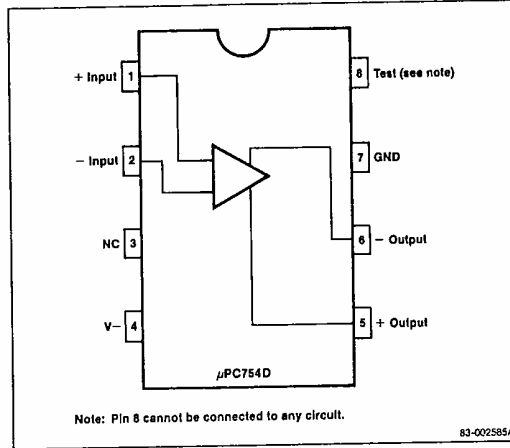 + Input 1
8 Test (see note)
- Input 2
7 GND
NC 3
6 - Output
V- 4
5 + Output
μPC754D
Note: Pin 8 cannot be connected to any circuit.
83-002585A